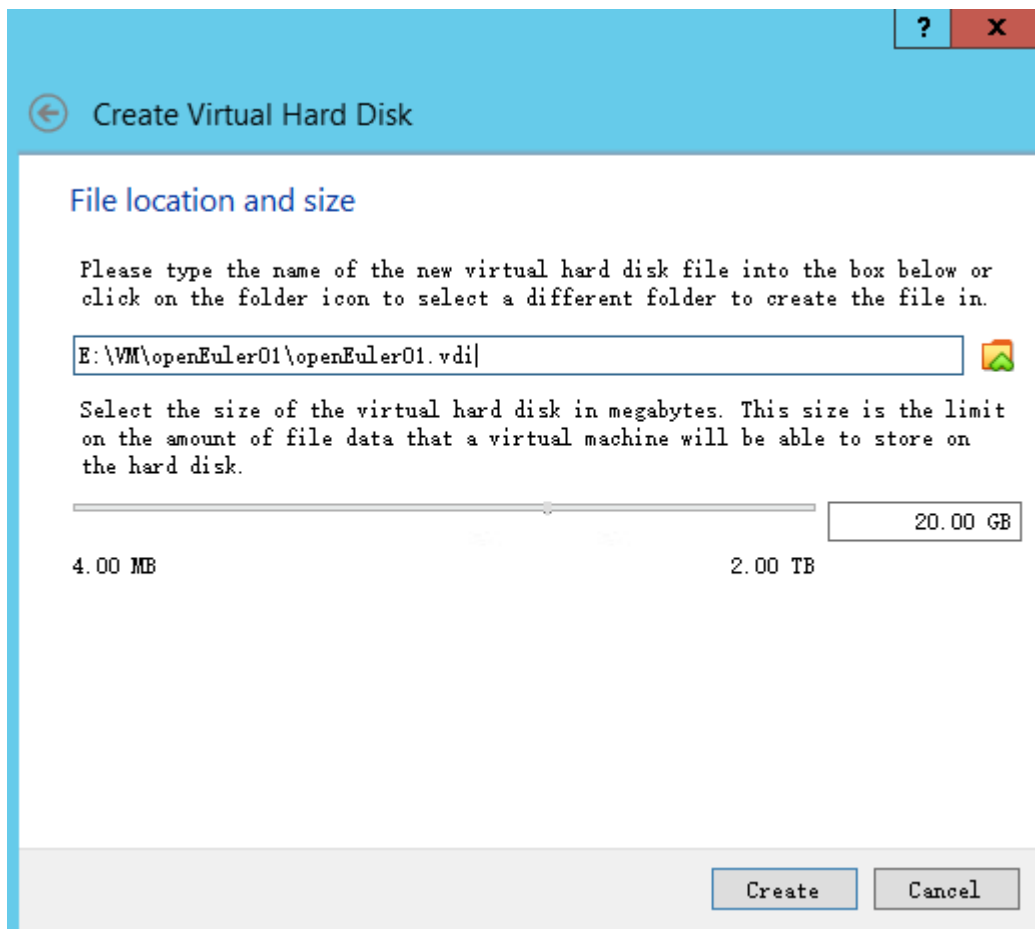 ? x
Create Virtual Hard Disk
File location and size
Please type the name of the new virtual hard disk file into the box below or
click on the folder icon to select a different folder to create the file in.
E:\VM\openEuler01\openEuler01.vdi
Select the size of the virtual hard disk in megabytes. This size is the limit
on the amount of file data that a virtual machine will be able to store on
the hard disk.
20.00 GB
4.00 MB 2.00 TB
Create Cancel